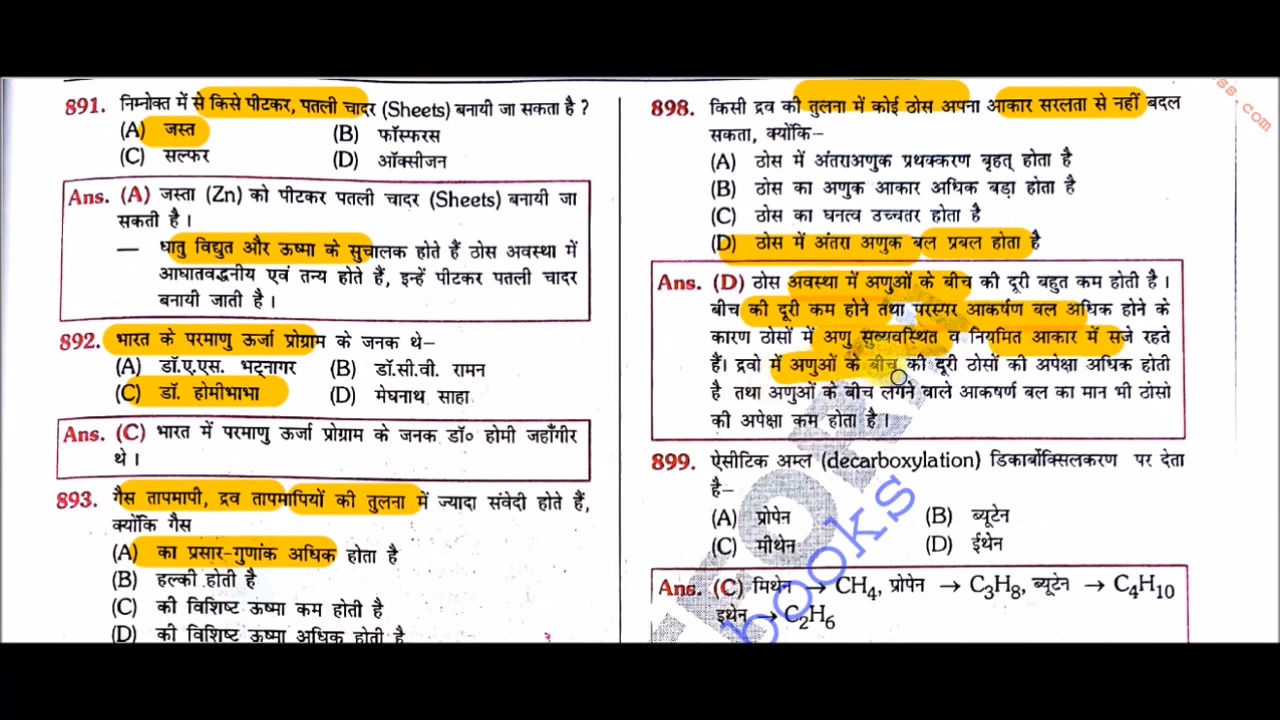 891. निम्नोक्त में से किसे पीटकर, पतली चादर (Sheets) बनायी जा सकता है ?
(A) जस्त (B) फॉस्फरस
(C) सल्फर (D) ऑक्सीजन
Ans. (A) जस्ता (Zn) को पीटकर पतली चादर (Sheets) बनायी जा
सकती है ।
— धातु विद्युत और ऊष्मा के सुचालक होते हैं ठोस अवस्था में
आघातवद्धनीय एवं तन्य होते हैं, इन्हें पीटकर पतली चादर
बनायी जाती है ।
892. भारत के परमाणु ऊर्जा प्रोग्राम के जनक थे–
(A) डॉ.ए.एस. भट्नागर (B) डॉ.सी.वी. रामन
(C) डॉ. होमीभाभा (D) मेघनाथ साहा
Ans. (C) भारत में परमाणु ऊर्जा प्रोग्राम के जनक डॉ० होमी जहाँगीर
थे ।
893. गैस तापमापी, द्रव तापमापियों की तुलना में ज्यादा संवेदी होते हैं,
क्योंकि गैस
(A) का प्रसार-गुणांक अधिक होता है
(B) हल्की होती है
(C) की विशिष्ट ऊष्मा कम होती है
(D) की विशिष्ट ऊष्मा अधिक होती है
898. किसी द्रव की तुलना में कोई ठोस अपना आकार सरलता से नहीं बदल
सकता, क्योंकि–
(A) ठोस में अंतराअणुक प्रथक्करण बृहत् होता है
(B) ठोस का अणुक आकार अधिक बड़ा होता है
(C) ठोस का घनत्व उच्चतर होता है
(D) ठोस में अंतरा अणुक बल प्रबल होता है
Ans. (D) ठोस अवस्था में अणुओं के बीच की दूरी बहुत कम होती है ।
बीच की दूरी कम होने तथा परस्पर आकर्षण बल अधिक होने के
कारण ठोसों में अणु सुव्यवस्थित व नियमित आकार में सजे रहते
हैं। द्रवो में अणुओं के बीच की दूरी ठोसों की अपेक्षा अधिक होती
है तथा अणुओं के बीच लगने वाले आकषर्ण बल का मान भी ठोसो
की अपेक्षा कम होता है ।
899. ऐसीटिक अम्ल (decarboxylation) डिकार्बोक्सिलकरण पर देता
है–
(A) प्रोपेन (B) ब्यूटेन
(C) मीथेन (D) ईथेन
Ans. (C) मिथेन → CH4, प्रोपेन → C3H8, ब्यूटेन → C4H10
इथेन → C2H6
books
ss.com